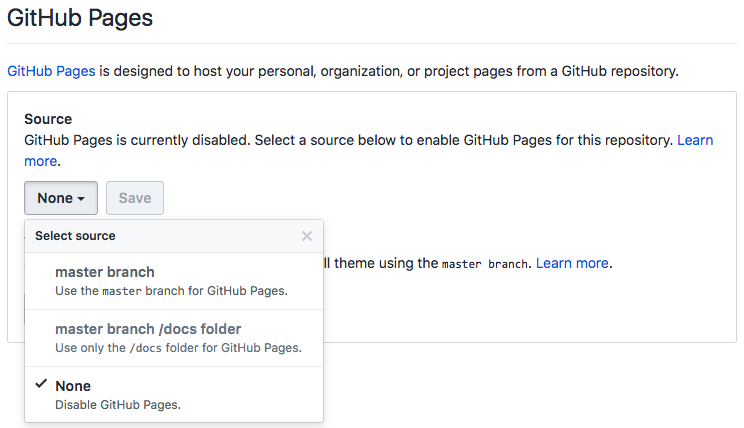 GitHub Pages
GitHub Pages is designed to host your personal, organization, or project pages from a GitHub repository.
Source
GitHub Pages is currently disabled. Select a source below to enable GitHub Pages for this repository. Learn
more.
None Save
Select source
ll theme using the master branch. Learn more.
master branch
Use the master branch for GitHub Pages.
master branch /docs folder
Use only the /docs folder for GitHub Pages.
None
Disable GitHub Pages.